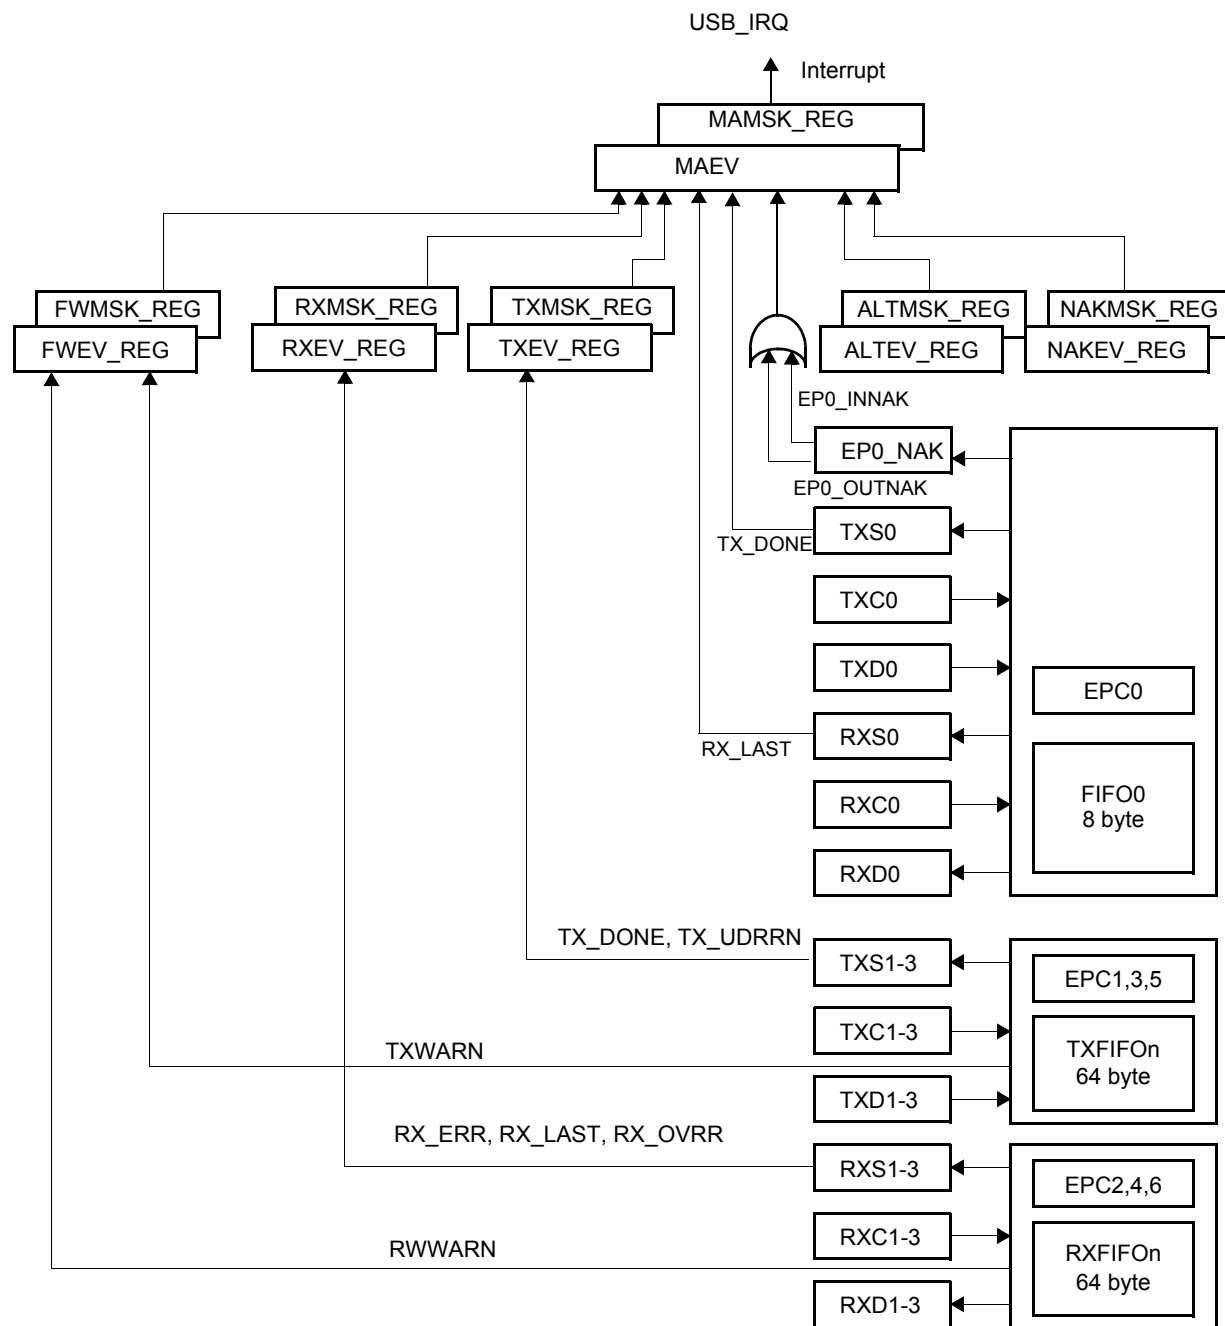 USB_IRQ
Interrupt
MAMSK_REG
MAEV
FWMSK_REG
RXMSK_REG
TXMSK_REG
ALTMSK_REG
NAKMSK_REG
FWEV_REG
RXEV_REG
TXEV_REG
ALTEV_REG
NAKEV_REG
EP0_INNAK
EP0_NAK
EP0_OUTNAK
TX_DONE
TXS0
TXC0
TXD0
EPC0
RX_LAST
RXS0
RXC0
FIFO0
8 byte
RXD0
TX_DONE, TX_UDRRN
TXS1-3
EPC1,3,5
TXC1-3
TXWARN
TXFIFOn
64 byte
TXD1-3
RX_ERR, RX_LAST, RX_OVRR
RXS1-3
EPC2,4,6
RXC1-3
RWWARN
RXFIFOn
64 byte
RXD1-3